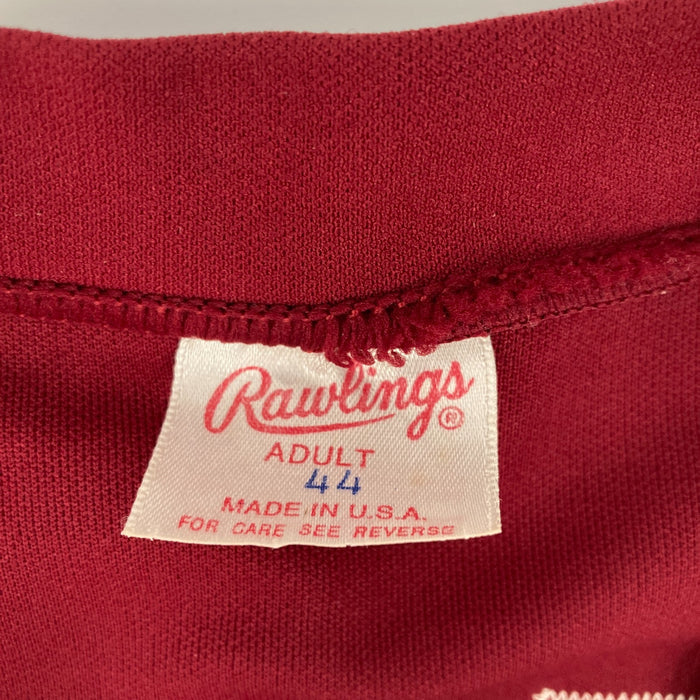 Rawlings®
ADULT
44
MADE IN U.S.A.
FOR CARE SEE REVERSE